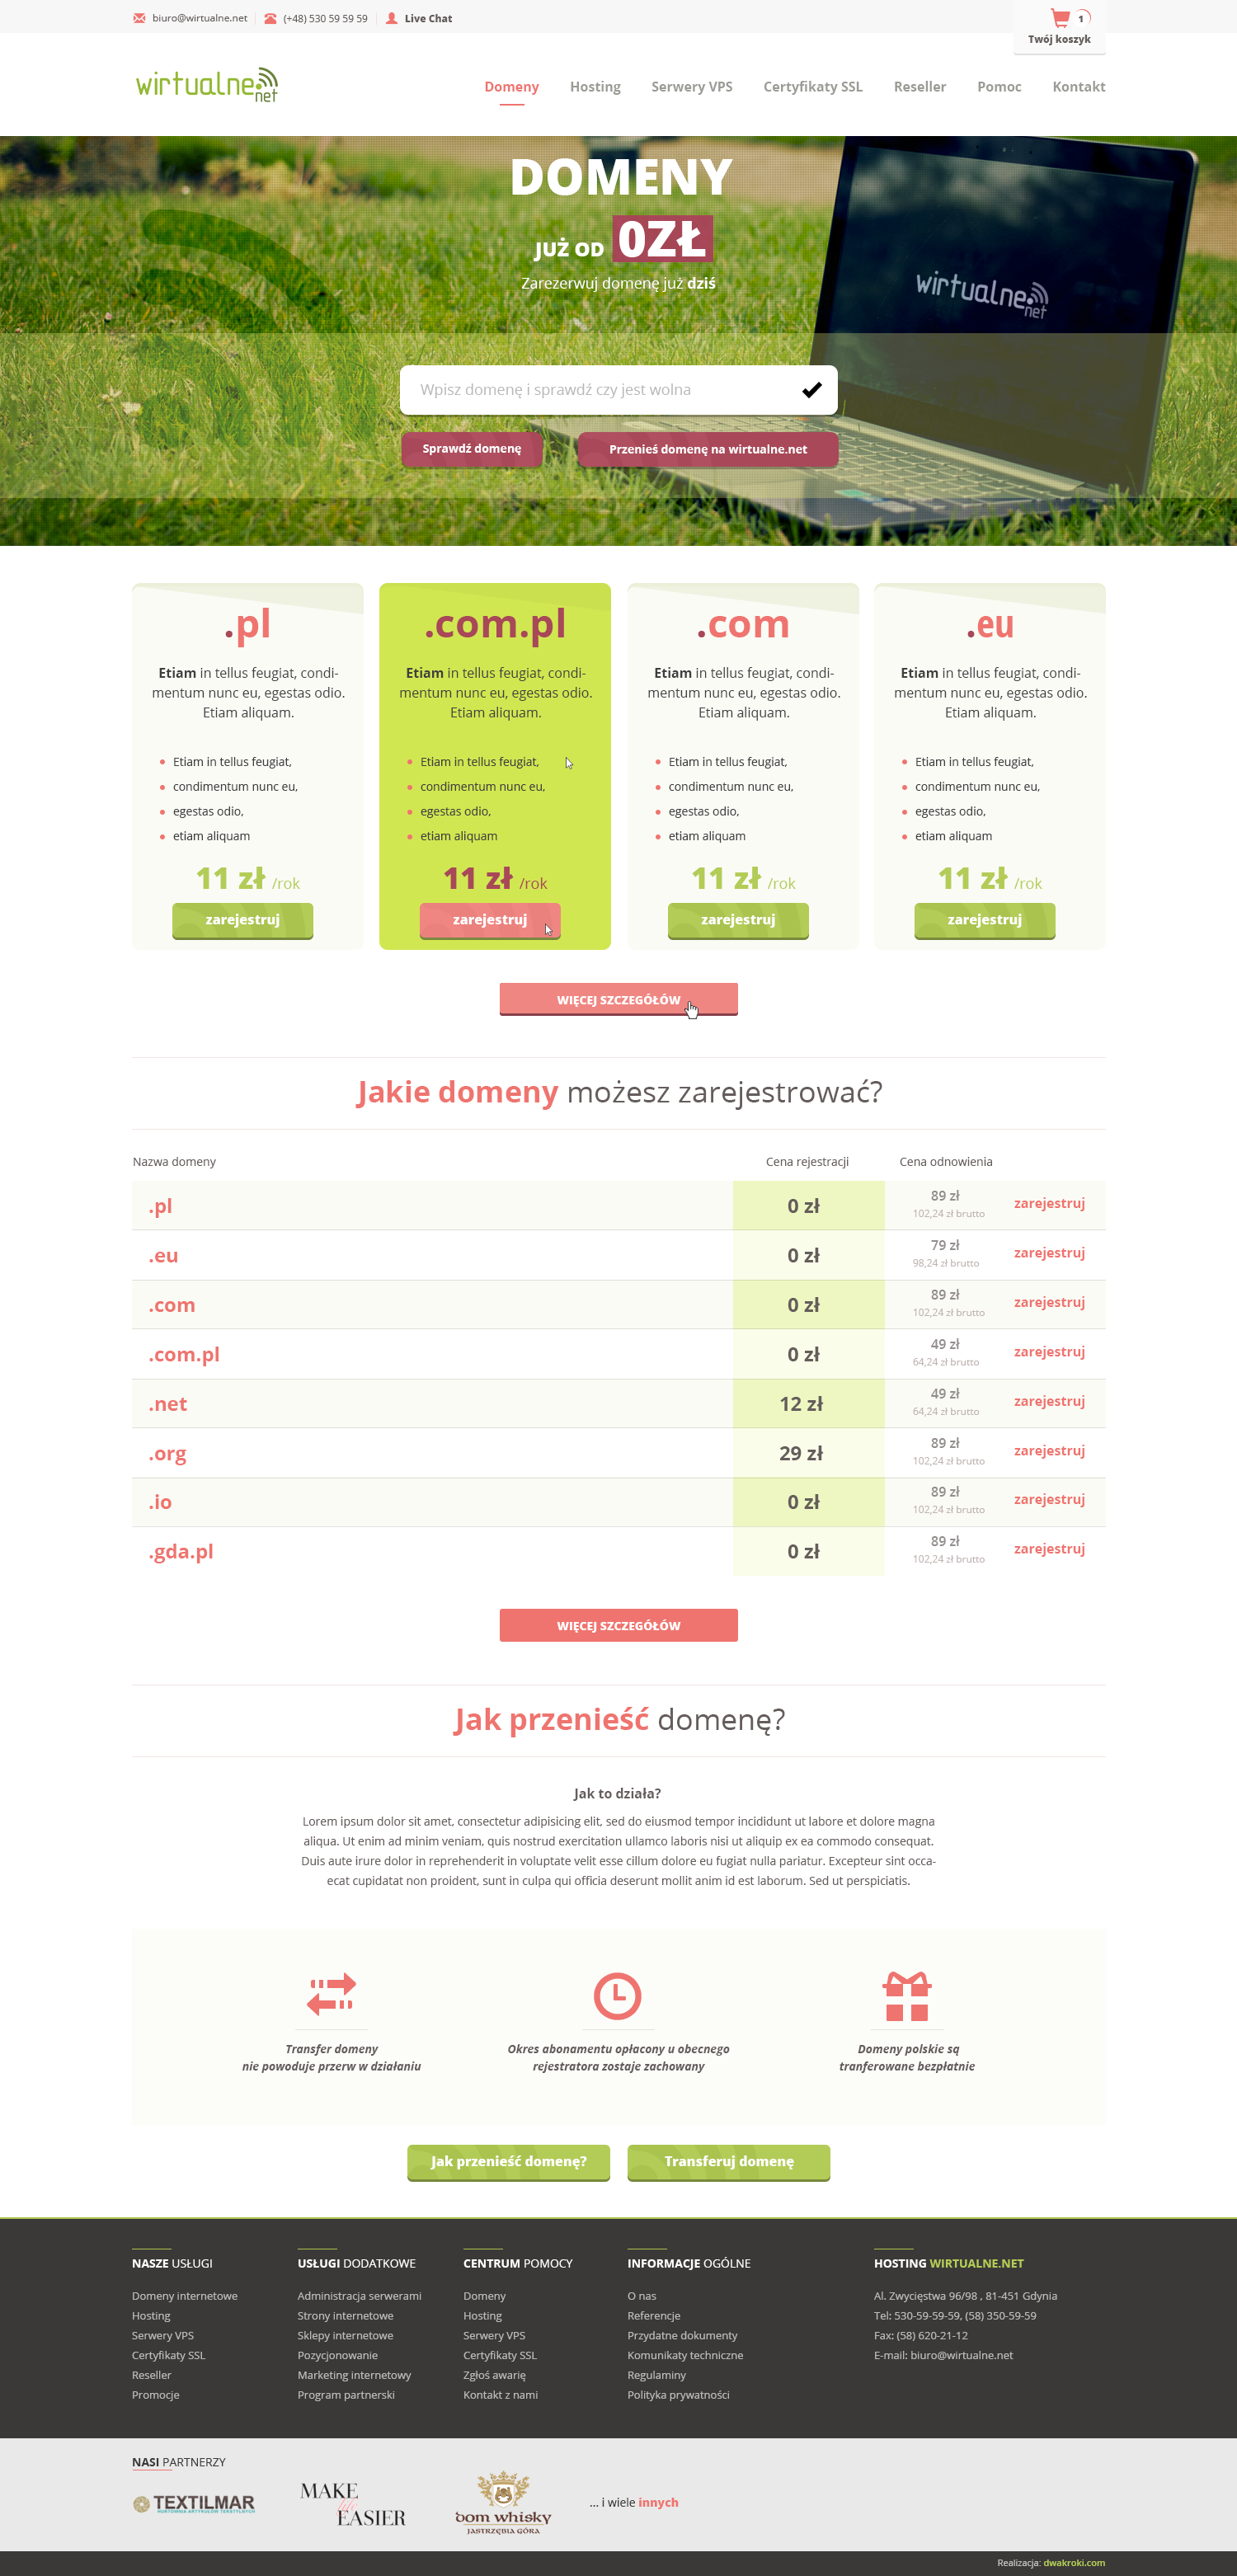 biuro@wirtualne.net (+48) 530 59 59 59 Live Chat
1
Twój koszyk
wirtualne.net
Domeny Hosting Serwery VPS Certyfikaty SSL Reseller Pomoc Kontakt
DOMENY
JUŻ OD 0ZŁ
Zarezerwuj domenę już dziś
wirtualne.net
Wpisz domenę i sprawdź czy jest wolna
Sprawdź domenę Przenieś domenę na wirtualne.net
.pl
Etiam in tellus feugiat, condi-
mentum nunc eu, egestas odio.
Etiam aliquam.
Etiam in tellus feugiat,
condimentum nunc eu,
egestas odio,
etiam aliquam
11 zł /rok
zarejestruj
.com.pl
Etiam in tellus feugiat, condi-
mentum nunc eu, egestas odio.
Etiam aliquam.
Etiam in tellus feugiat,
condimentum nunc eu,
egestas odio,
etiam aliquam
11 zł /rok
zarejestruj
.com
Etiam in tellus feugiat, condi-
mentum nunc eu, egestas odio.
Etiam aliquam.
Etiam in tellus feugiat,
condimentum nunc eu,
egestas odio,
etiam aliquam
11 zł /rok
zarejestruj
.eu
Etiam in tellus feugiat, condi-
mentum nunc eu, egestas odio.
Etiam aliquam.
Etiam in tellus feugiat,
condimentum nunc eu,
egestas odio,
etiam aliquam
11 zł /rok
zarejestruj
WIĘCEJ SZCZEGÓŁÓW
Jakie domeny możesz zarejestrować?
Nazwa domeny Cena rejestracji Cena odnowienia
.pl 0 zł 89 zł zarejestruj
102,24 zł brutto
.eu 0 zł 79 zł zarejestruj
98,24 zł brutto
.com 0 zł 89 zł zarejestruj
102,24 zł brutto
.com.pl 0 zł 49 zł zarejestruj
64,24 zł brutto
.net 12 zł 49 zł zarejestruj
64,24 zł brutto
.org 29 zł 89 zł zarejestruj
102,24 zł brutto
.io 0 zł 89 zł zarejestruj
102,24 zł brutto
.gda.pl 0 zł 89 zł zarejestruj
102,24 zł brutto
WIĘCEJ SZCZEGÓŁÓW
Jak przenieść domenę?
Jak to działa?
Lorem ipsum dolor sit amet, consectetur adipisicing elit, sed do eiusmod tempor incididunt ut labore et dolore magna
aliqua. Ut enim ad minim veniam, quis nostrud exercitation ullamco laboris nisi ut aliquip ex ea commodo consequat.
Duis aute irure dolor in reprehenderit in voluptate velit esse cillum dolore eu fugiat nulla pariatur. Excepteur sint occa-
ecat cupidatat non proident, sunt in culpa qui officia deserunt mollit anim id est laborum. Sed ut perspiciatis.
Transfer domeny
nie powoduje przerw w działaniu
Okres abonamentu opłacony u obecnego
rejestratora zostaje zachowany
Domeny polskie są
tranferowane bezpłatnie
Jak przenieść domenę? Transferuj domenę
NASZE USŁUGI
Domeny internetowe
Hosting
Serwery VPS
Certyfikaty SSL
Reseller
Promocje
USŁUGI DODATKOWE
Administracja serwerami
Strony internetowe
Sklepy internetowe
Pozycjonowanie
Marketing internetowy
Program partnerski
CENTRUM POMOCY
Domeny
Hosting
Serwery VPS
Certyfikaty SSL
Zgłoś awarię
Kontakt z nami
INFORMACJE OGÓLNE
O nas
Referencje
Przydatne dokumenty
Komunikaty techniczne
Regulaminy
Polityka prywatności
HOSTING WIRTUALNE.NET
Al. Zwycięstwa 96/98 , 81-451 Gdynia
Tel: 530-59-59-59, (58) 350-59-59
Fax: (58) 620-21-12
E-mail: biuro@wirtualne.net
NASI PARTNERZY
TEXTILMAR
HURTOWNIA ARTYKUŁÓW TEKSTYLNYCH
MAKE
life
EASIER
Dom whisky
JASTRZĘBIA GÓRA
... i wiele innych
Realizacja: dwakroki.com